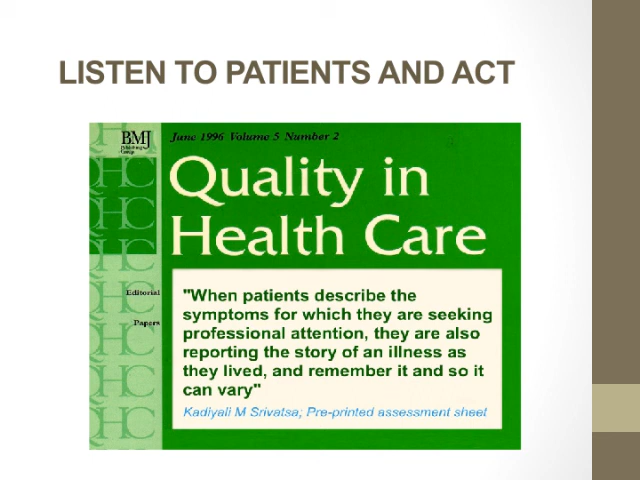 LISTEN TO PATIENTS AND ACT
BMJ
Publishing
Group
June 1996 Volume 5 Number 2
Quality in
Health Care
Editorial
Papers
"When patients describe the
symptoms for which they are seeking
professional attention, they are also
reporting the story of an illness as
they lived, and remember it and so it
can vary"
Kadiyali M Srivatsa; Pre-printed assessment sheet